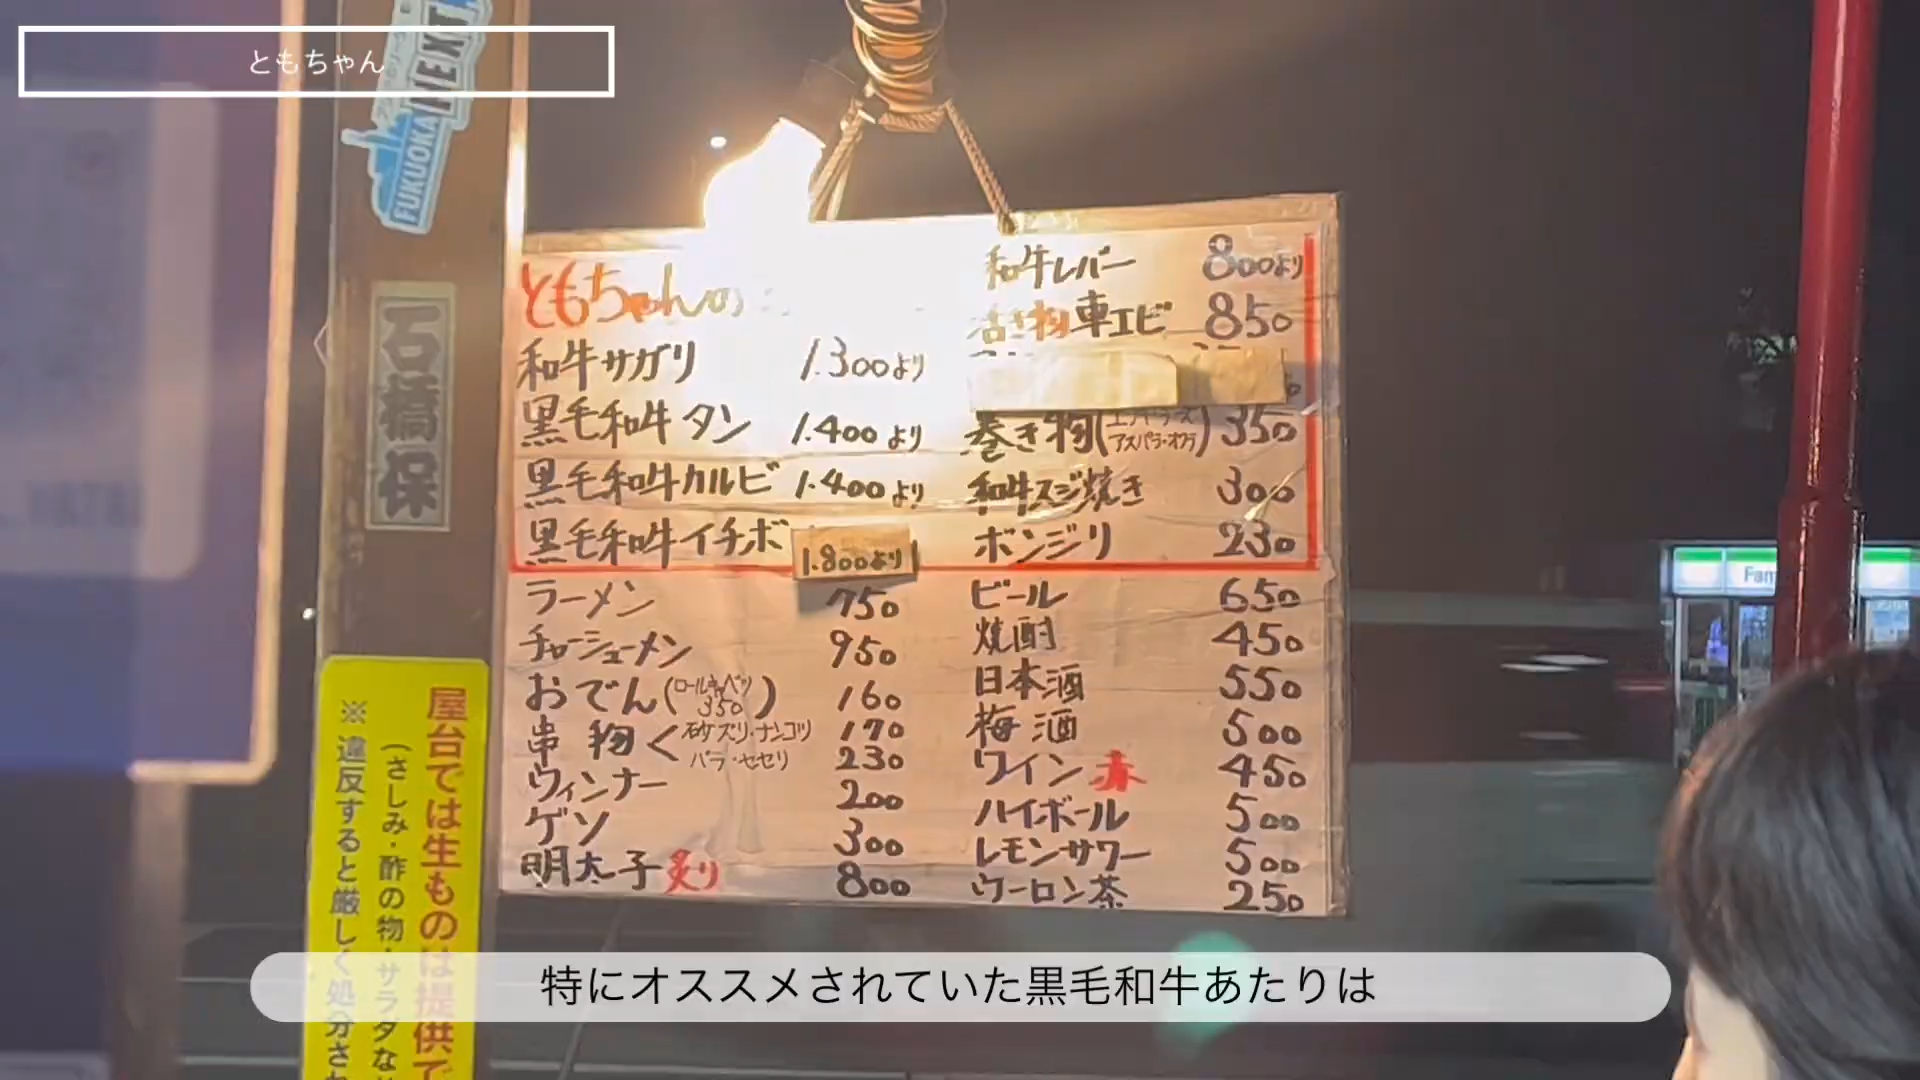 ともちゃん
FUKUOKA NEXT
石橋保
ともちゃんの
和牛サガリ 1.300より
黒毛和牛タン 1.400より
黒毛和牛カルビ 1.400より
黒毛和牛イチボ 1.800より
ラーメン 750
チャーシューメン 950
おでん(ロールキャベツ 350) 160
串物く砂ズリ・ナンコツ 170
バラ・セセリ 230
ウィンナー 200
ゲソ 300
明太子炙り 800
和牛レバー 800より
車エビ 850
巻き物(アスパラ・オクラ) 350
和牛スジ焼き 300
ボンジリ 230
ビール 650
焼酎 450
日本酒 550
梅酒 500
ワイン赤 450
ハイボール 500
レモンサワー 500
ウーロン茶 250
屋台では生ものは提供で
(さしみ・酢の物・サラダな
※違反すると厳しく処分され
Fam
特にオススメされていた黒毛和牛あたりは